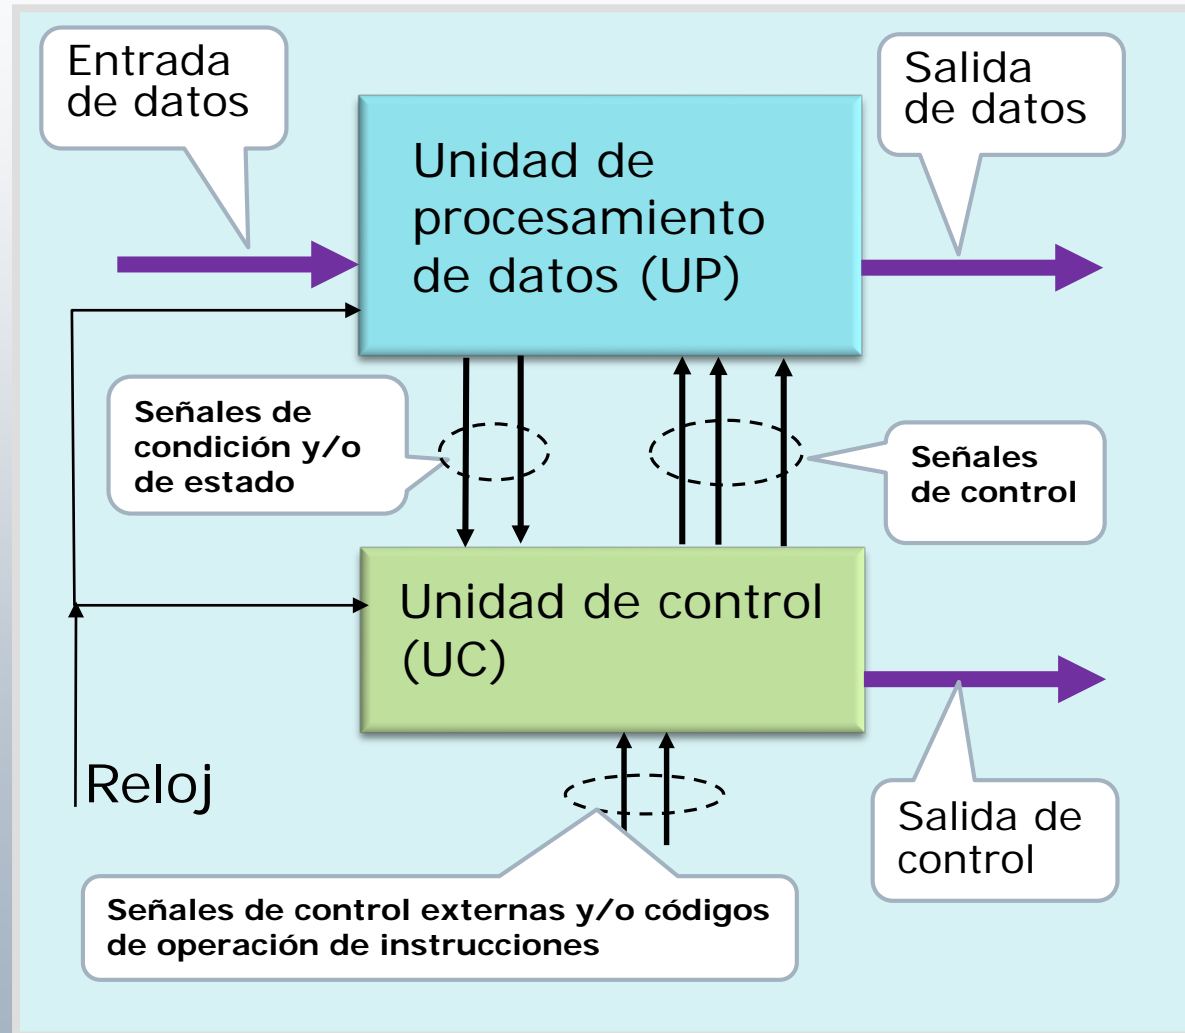 Entrada
de datos
Salida
de datos
Unidad de
procesamiento
de datos (UP)
Señales de
condición y/o
de estado
Señales
de control
Unidad de control
(UC)
Reloj
Salida de
control
Señales de control externas y/o códigos
de operación de instrucciones